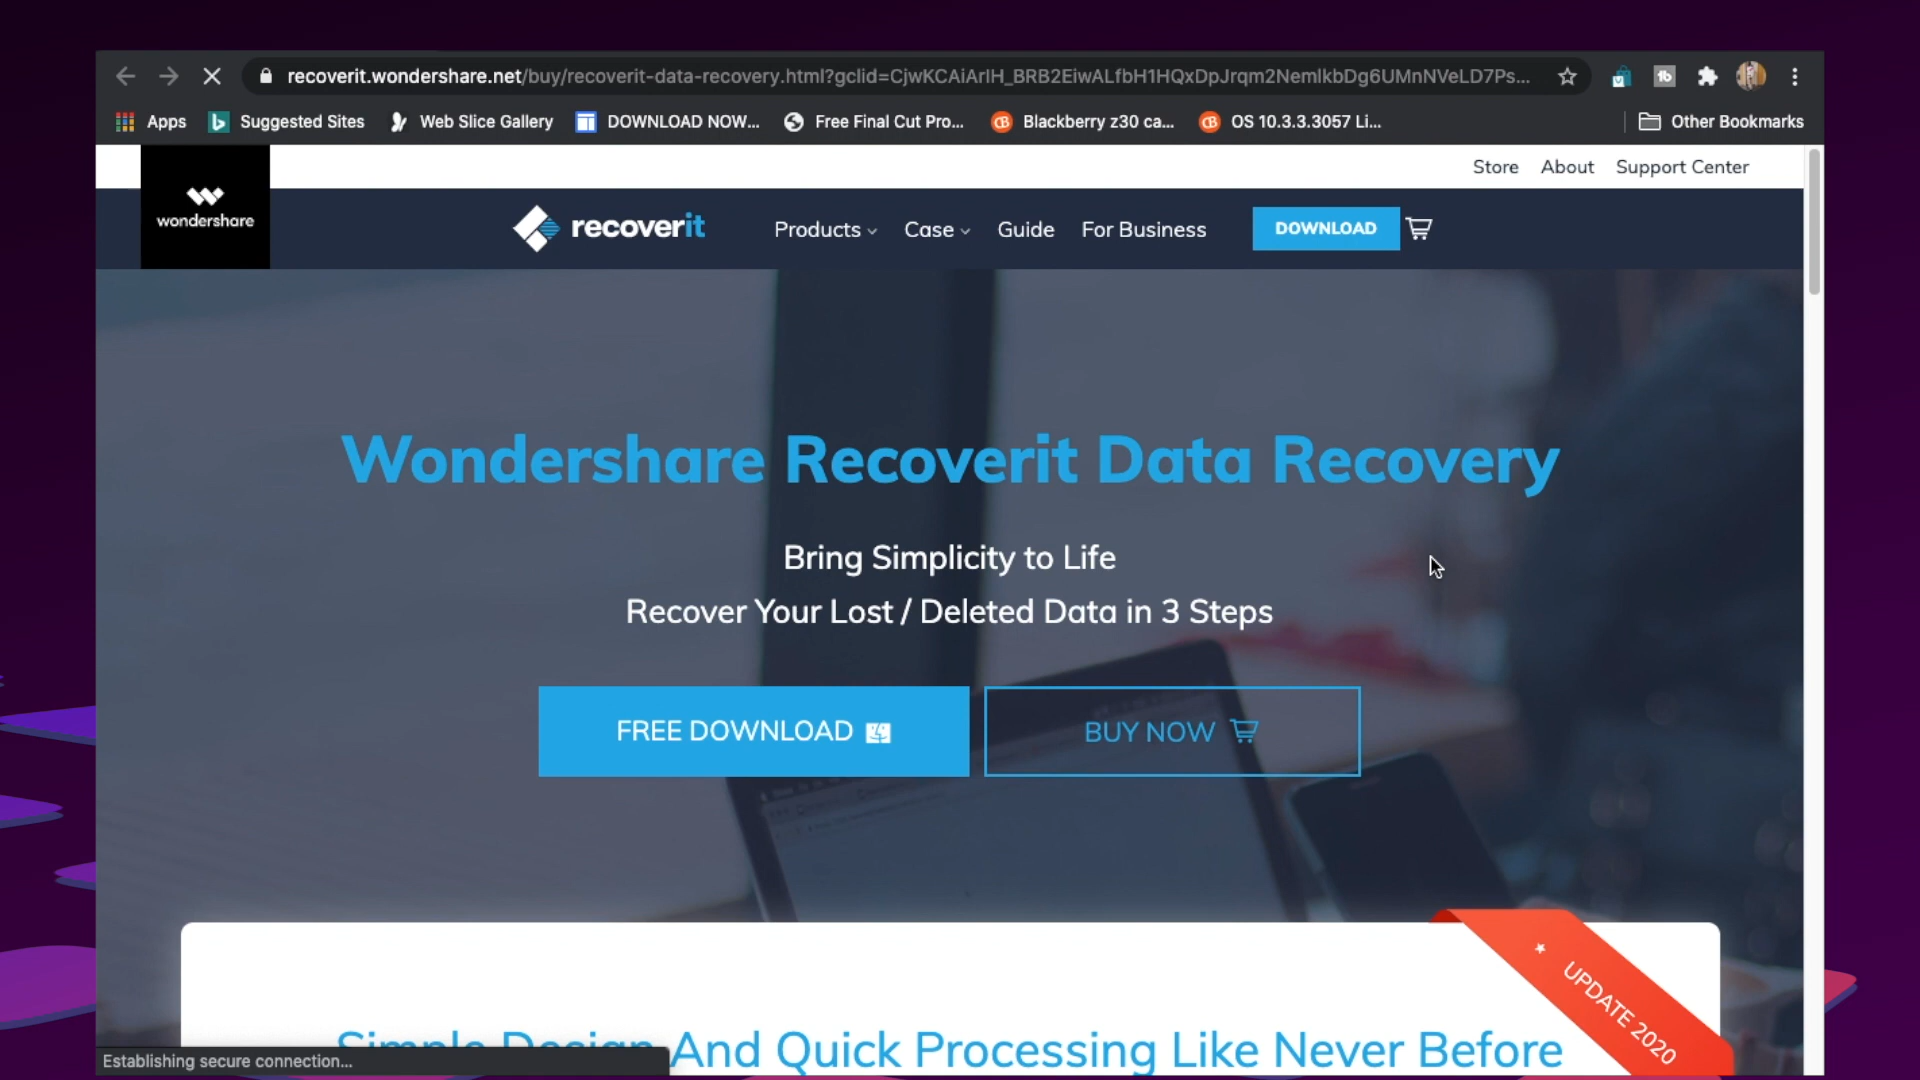 recoverit.wondershare.net/buy/recoverit-data-recovery.html?gclid=CjwKCAiArIH_BRB2EiwALfbH1HQxDpJrqm2NemlkbDg6UMnNVeLD7Ps...
Apps Suggested Sites Web Slice Gallery DOWNLOAD NOW... Free Final Cut Pro... Blackberry z30 ca... OS 10.3.3.3057 Li... Other Bookmarks
Store About Support Center
wondershare
recoverit Products Case Guide For Business DOWNLOAD
Wondershare Recoverit Data Recovery
Bring Simplicity to Life
Recover Your Lost / Deleted Data in 3 Steps
FREE DOWNLOAD BUY NOW
UPDATE 2020
Simple Design And Quick Processing Like Never Before
Establishing secure connection...